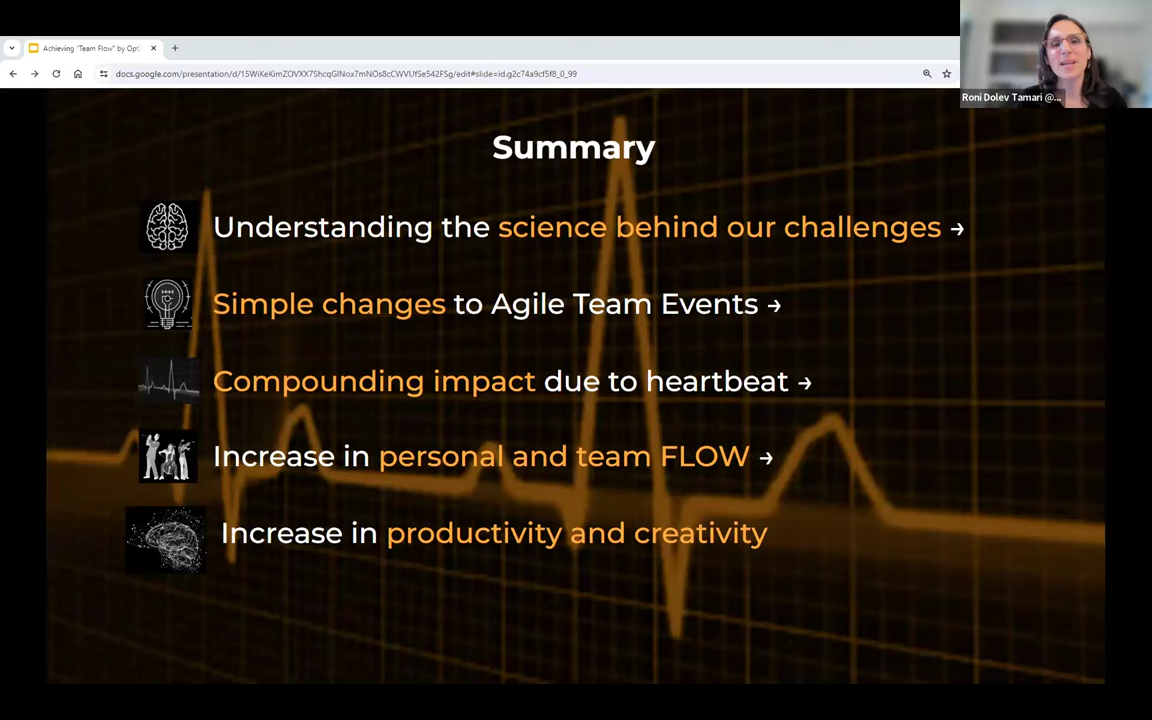 Achieving "Team Flow" by Opti
docs.google.com/presentation/d/15WiKeKimZOVXX7ShcqGlNox7mNOs8cCWVUfSe542FSg/edit#slide=id.g2c74a9cf5f8_0_99
Roni Dolev Tamari @...
Summary
Understanding the science behind our challenges →
Simple changes to Agile Team Events →
Compounding impact due to heartbeat →
Increase in personal and team FLOW →
Increase in productivity and creativity